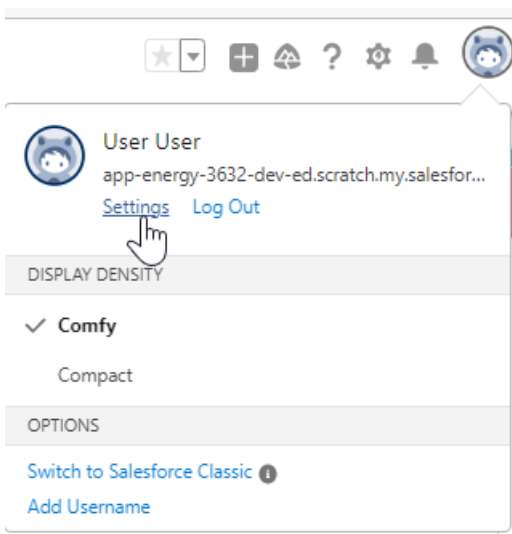 User User
app-energy-3632-dev-ed.scratch.my.salesfor...
Settings Log Out
DISPLAY DENSITY
Comfy
Compact
OPTIONS
Switch to Salesforce Classic
Add Username